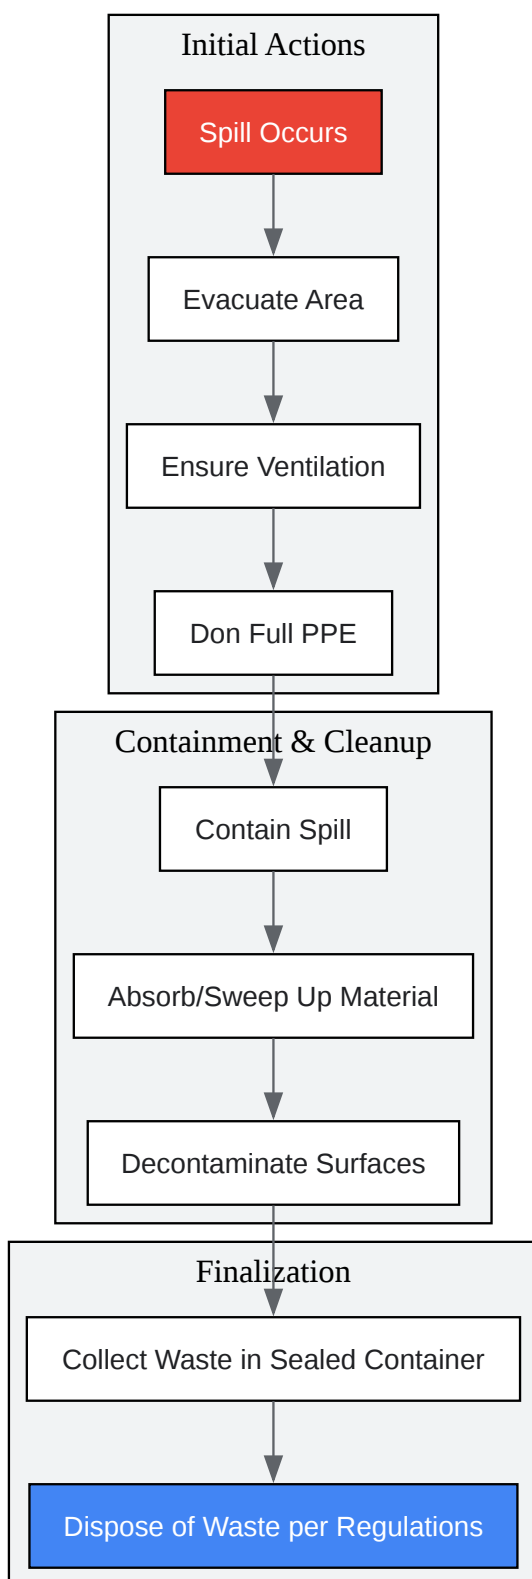 Initial Actions
Spill Occurs
Evacuate Area
Ensure Ventilation
Don Full PPE
Containment & Cleanup
Contain Spill
Absorb/Sweep Up Material
Decontaminate Surfaces
Finalization
Collect Waste in Sealed Container
Dispose of Waste per Regulations